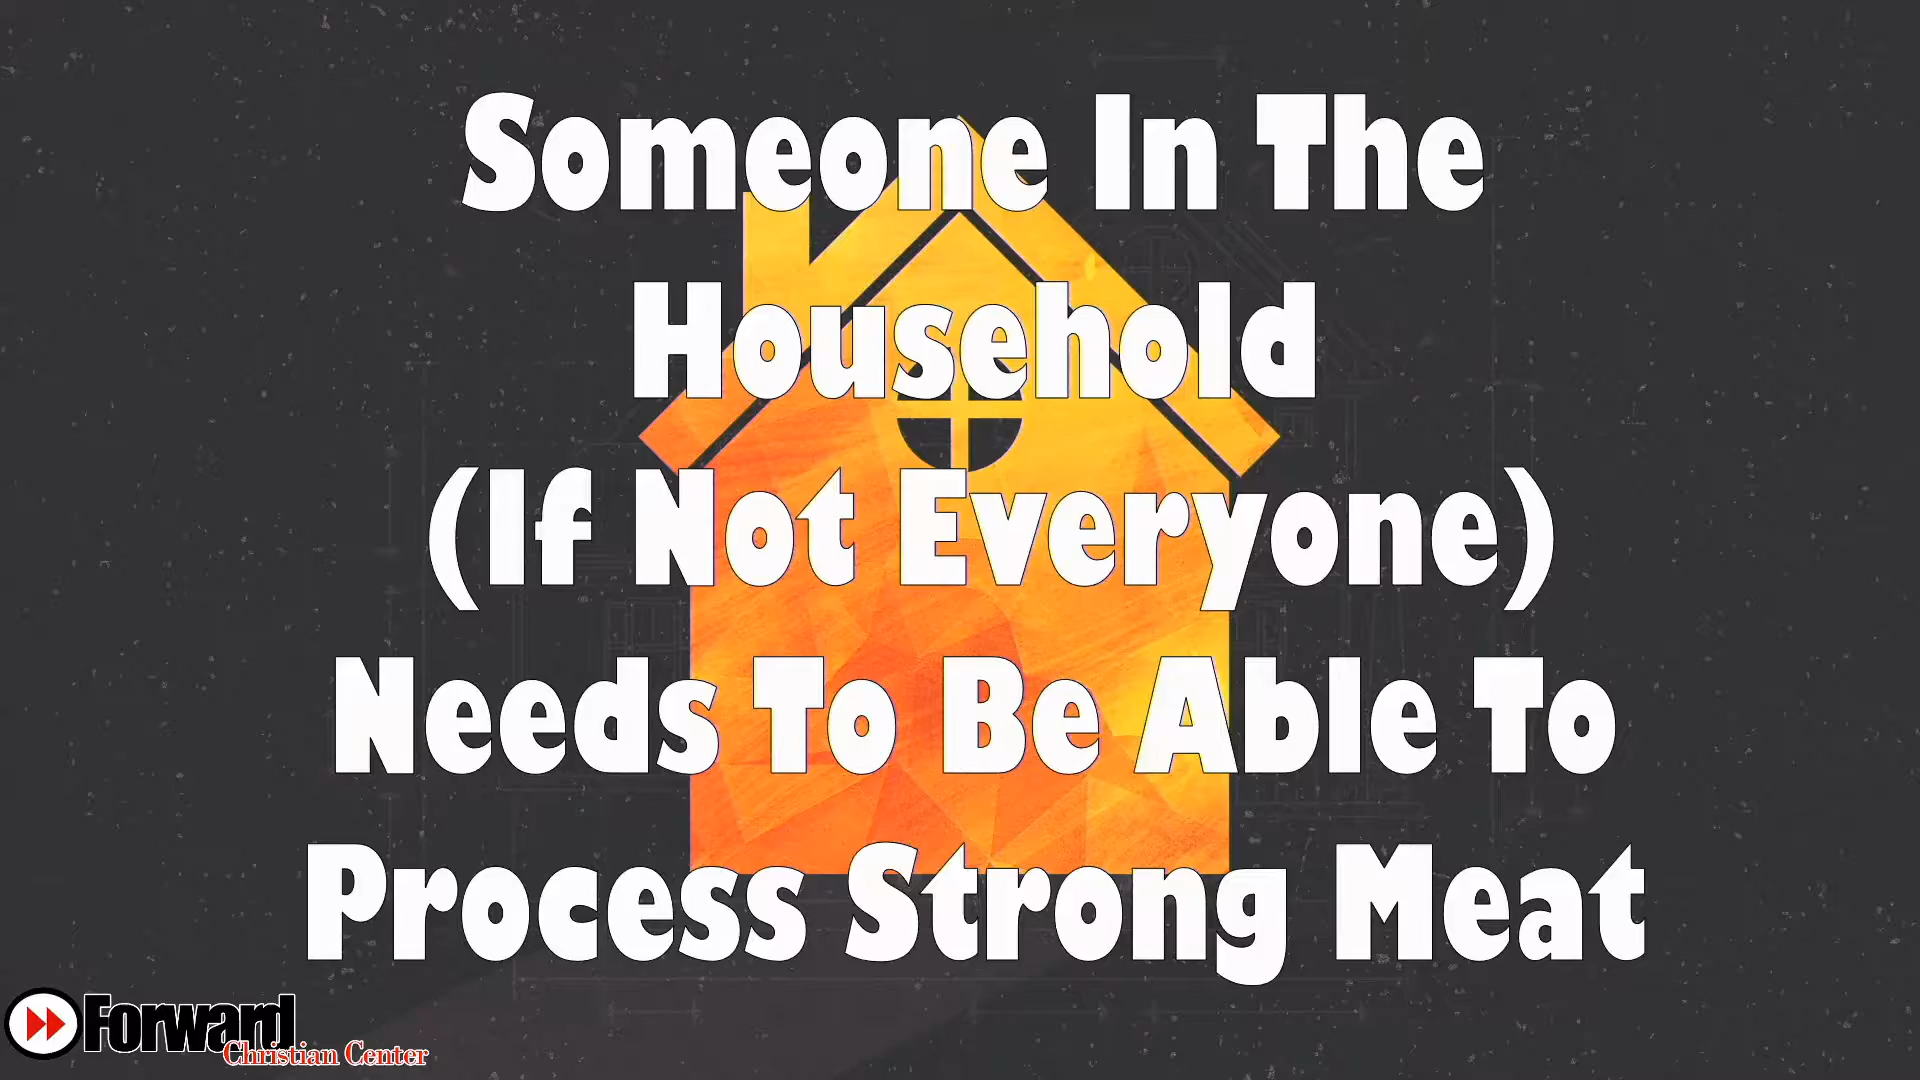 Someone In The
Household
(If Not Everyone)
Needs To Be Able To
Process Strong Meat
Forward
Christian Center